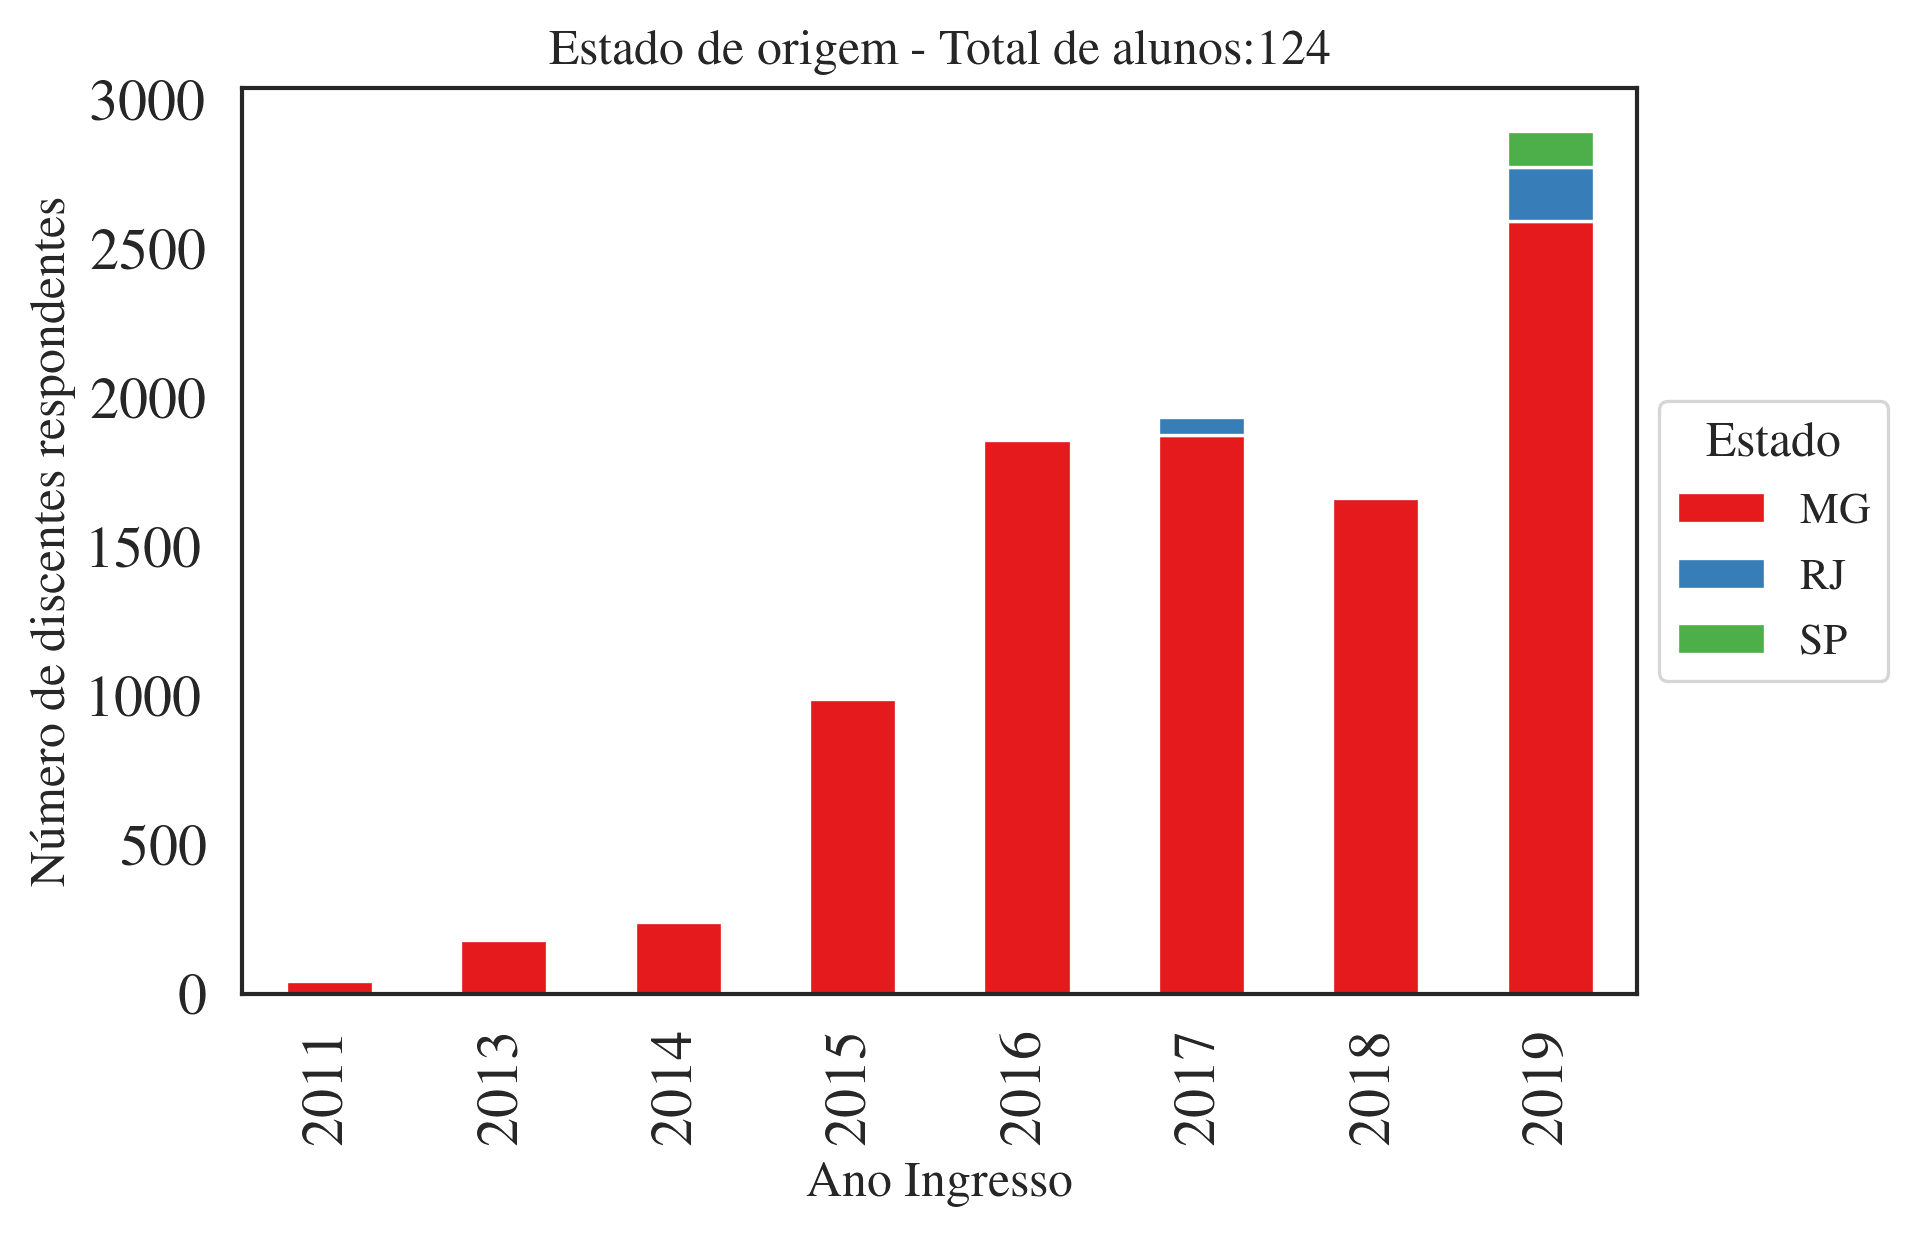 Estado de origem - Total de alunos:124
Número de discentes respondentes
3000
2500
2000
1500
1000
500
0
2011
2013
2014
2015
2016
2017
2018
2019
Ano Ingresso
Estado
MG
RJ
SP